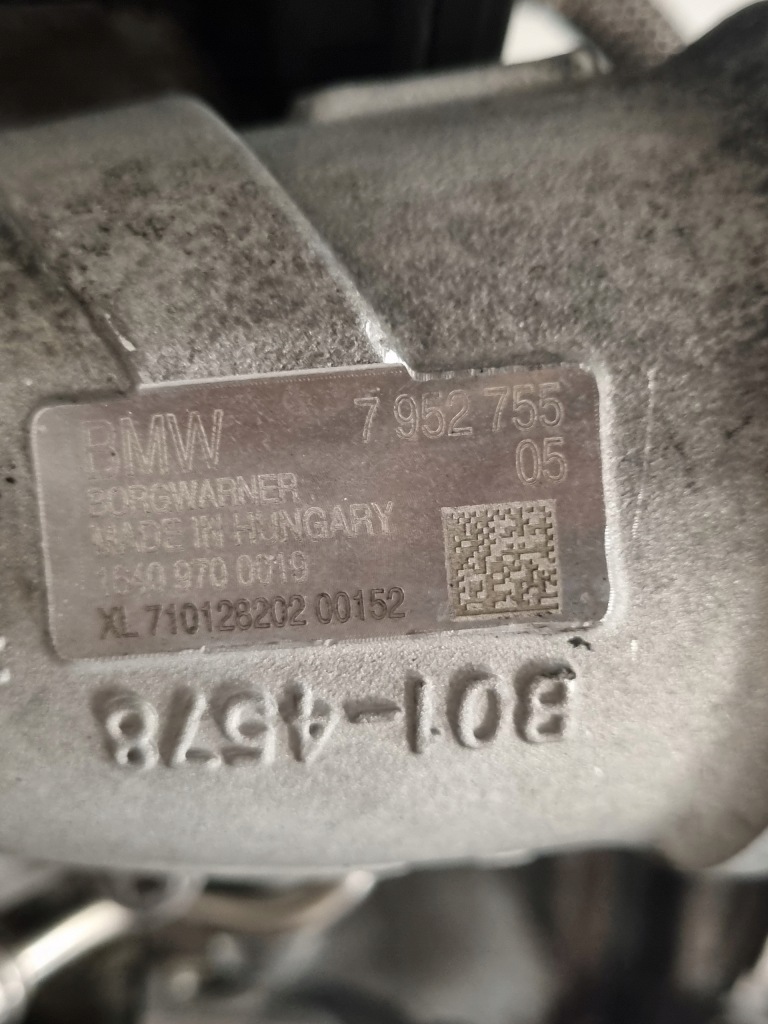 BMW 7 952 755
05
BORGWARNER
MADE IN HUNGARY
1640 970 0019
XL 710128202 00152
301-4578